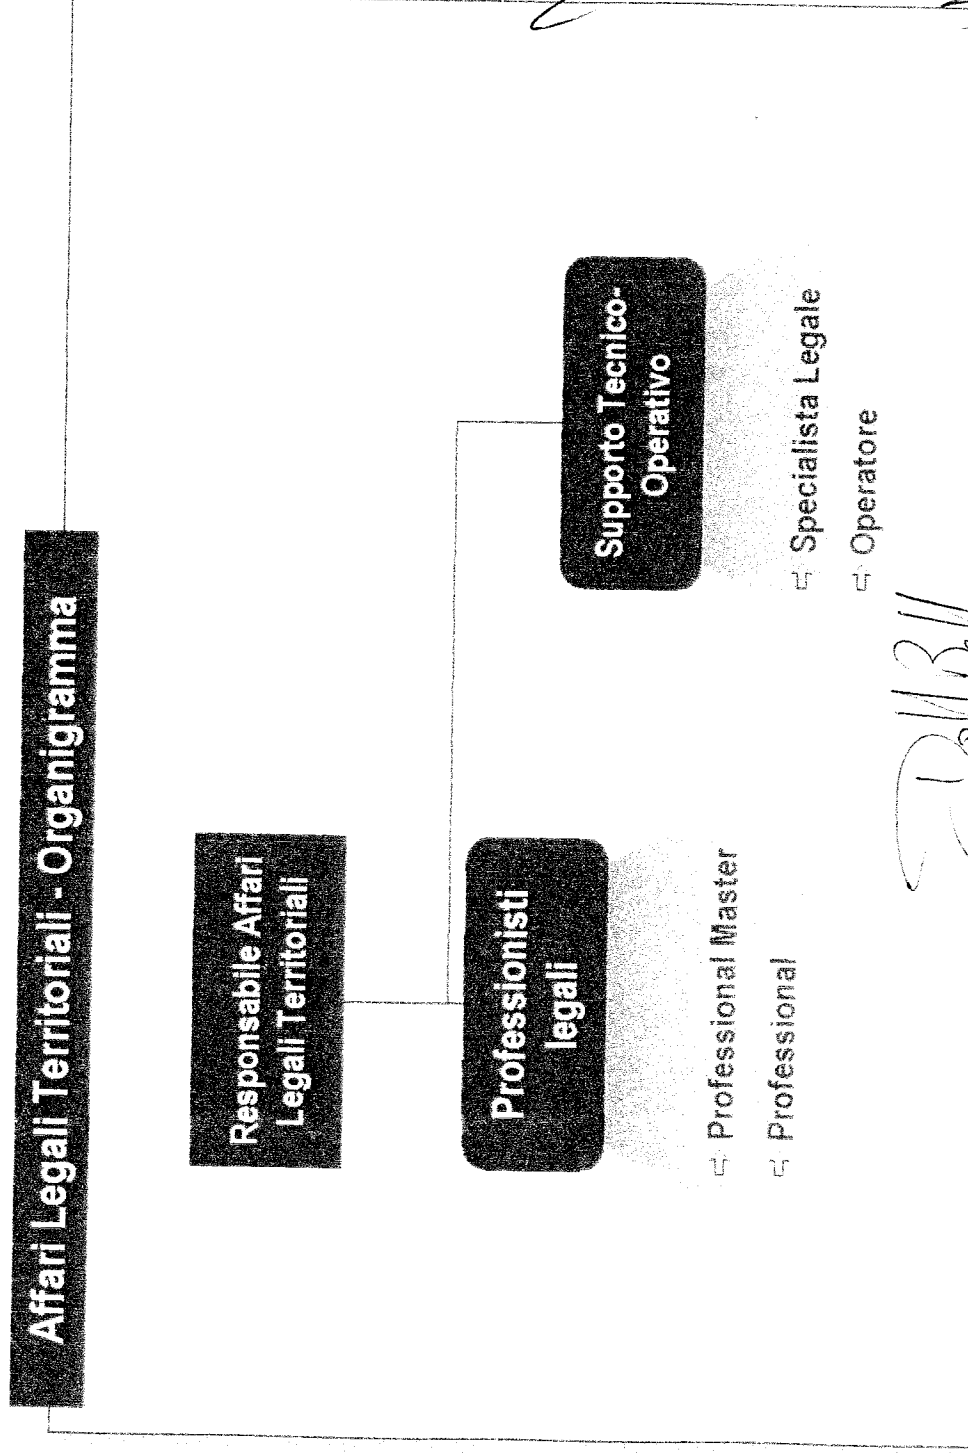 Affari Legali Territoriali - Organigramma
Responsabile Affari
Legali Territoriali
Professionisti
legali
⇨ Professional Master
⇨ Professional
Supporto Tecnico-
Operativo
⇨ Specialista Legale
⇨ Operatore